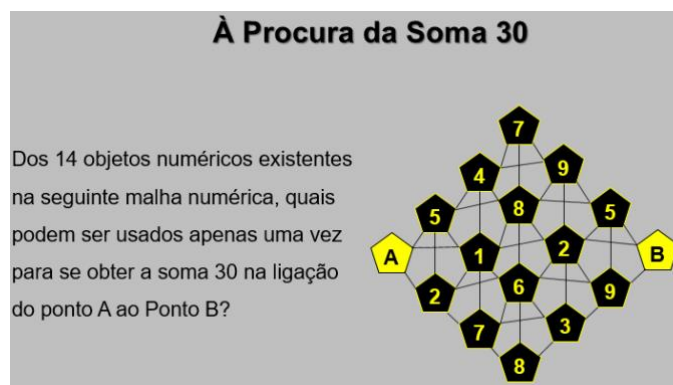 À Procura da Soma 30
Dos 14 objetos numéricos existentes
na seguinte malha numérica, quais
podem ser usados apenas uma vez
para se obter a soma 30 na ligação
do ponto A ao Ponto B?
7
4 9
5 8 5
A 1 2 B
2 6 9
7 3
8